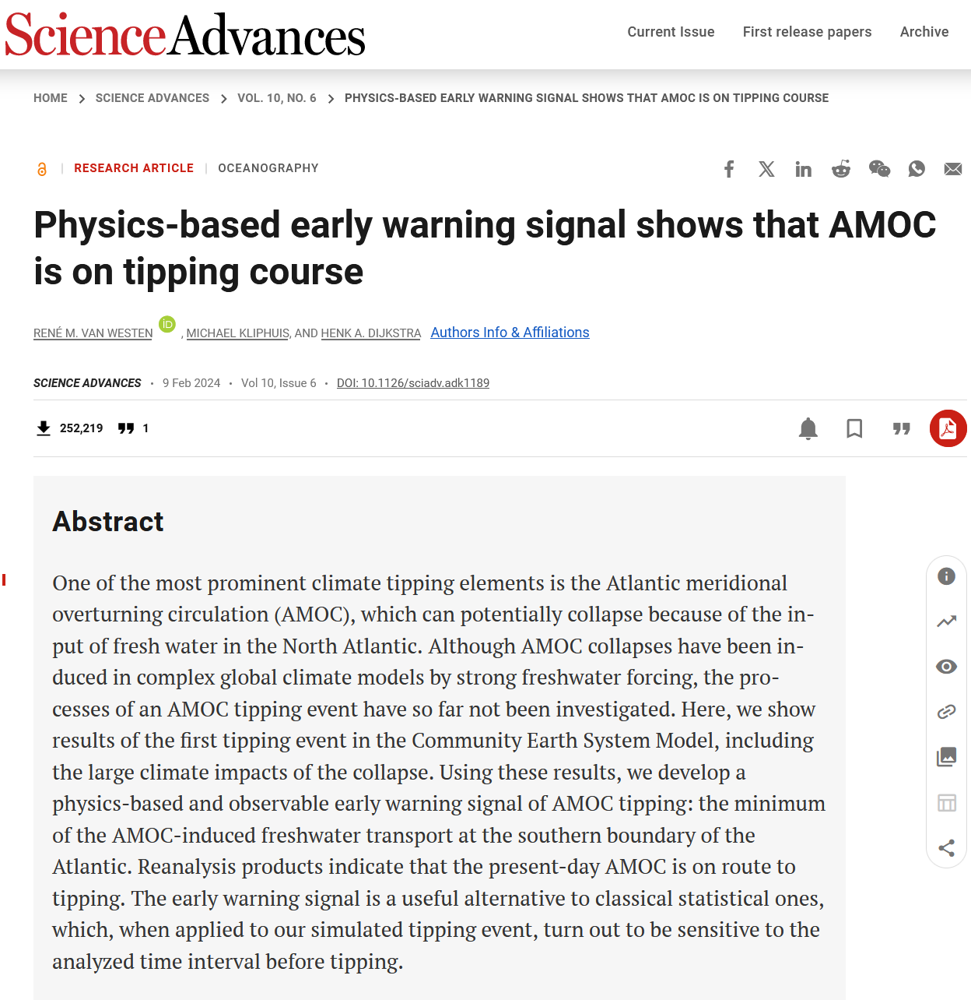 ScienceAdvances
Current Issue First release papers Archive
HOME > SCIENCE ADVANCES > VOL. 10, NO. 6 > PHYSICS-BASED EARLY WARNING SIGNAL SHOWS THAT AMOC IS ON TIPPING COURSE
RESEARCH ARTICLE | OCEANOGRAPHY
Physics-based early warning signal shows that AMOC
is on tipping course
RENÉ M. VAN WESTEN iD , MICHAEL KLIPHUIS, AND HENK A. DIJKSTRA Authors Info & Affiliations
SCIENCE ADVANCES • 9 Feb 2024 • Vol 10, Issue 6 • DOI: 10.1126/sciadv.adk1189
252,219 1
Abstract
One of the most prominent climate tipping elements is the Atlantic meridional
overturning circulation (AMOC), which can potentially collapse because of the in-
put of fresh water in the North Atlantic. Although AMOC collapses have been in-
duced in complex global climate models by strong freshwater forcing, the pro-
cesses of an AMOC tipping event have so far not been investigated. Here, we show
results of the first tipping event in the Community Earth System Model, including
the large climate impacts of the collapse. Using these results, we develop a
physics-based and observable early warning signal of AMOC tipping: the minimum
of the AMOC-induced freshwater transport at the southern boundary of the
Atlantic. Reanalysis products indicate that the present-day AMOC is on route to
tipping. The early warning signal is a useful alternative to classical statistical ones,
which, when applied to our simulated tipping event, turn out to be sensitive to the
analyzed time interval before tipping.